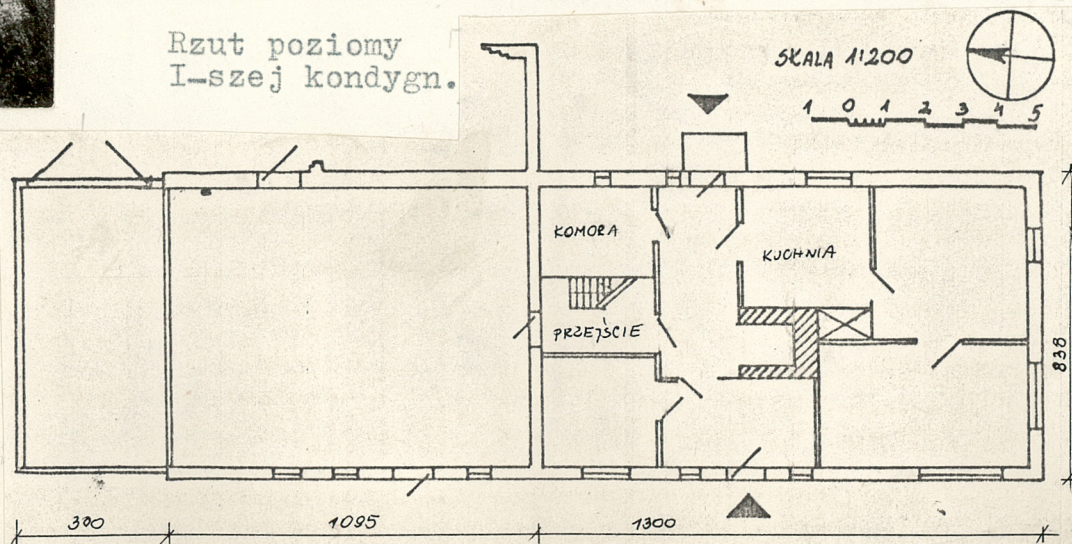 Rzut poziomy
I-szej kondygn.
SKALA 1:200
1 0 1 2 3 4 5
KOMORA
KUCHNIA
PRZEJŚCIE
838
1095
1300